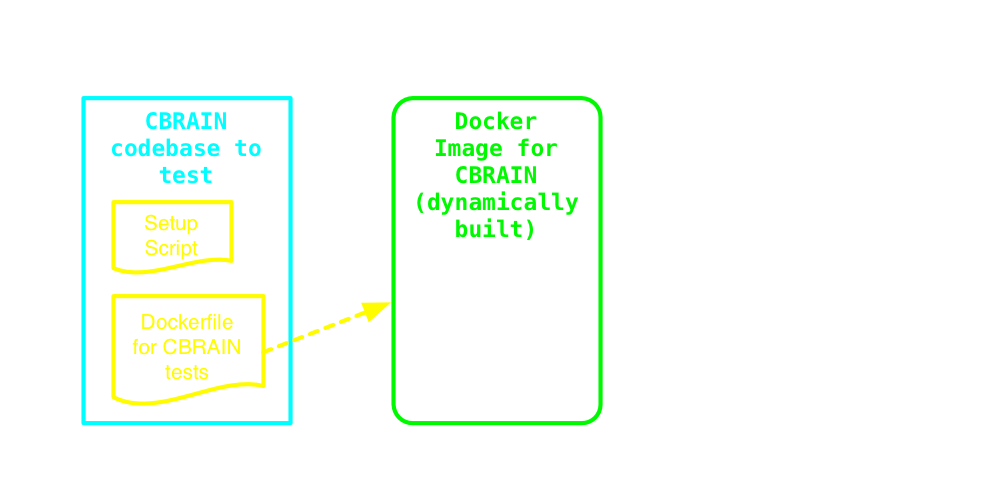 CBRAIN
codebase to
test
Setup
Script
Dockerfile
for CBRAIN
tests
Docker
Image for
CBRAIN
(dynamically
built)